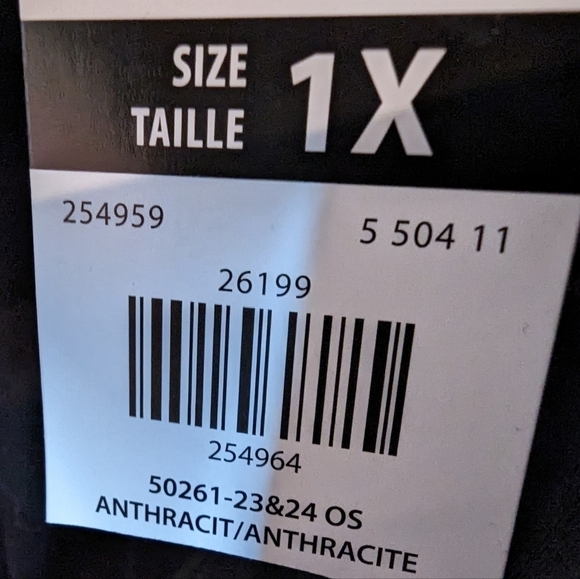 SIZE 1X
TAILLE
254959 5 504 11
26199
254964
50261-23&24 OS
ANTHRACIT/ANTHRACITE